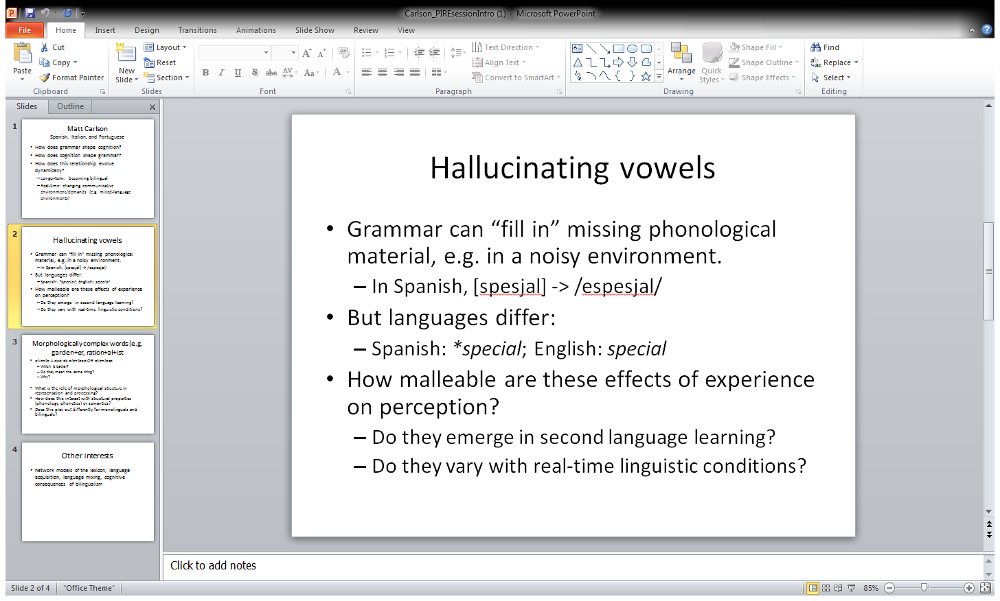 Carlson_PIREsessionIntro (1) - Microsoft PowerPoint
File Home Insert Design Transitions Animations Slide Show Review View
Paste
Cut
Copy
Format Painter
Clipboard
New Slide
Layout
Reset
Section
Slides
Font
Text Direction
Align Text
Convert to SmartArt
Paragraph
Arrange
Quick Styles
Shape Fill
Shape Outline
Shape Effects
Drawing
Find
Replace
Select
Editing
Slides Outline
1
Matt Carlson
Spanish, Italian, and Portuguese
• How does grammar shape cognition?
• How does cognition shape grammar?
• How does this relationship evolve
dynamically?
– Longer-term: becoming bilingual
– Real-time: changing communicative
environment/demands (e.g. mixed-language
environments)
2
Hallucinating vowels
• Grammar can “fill in” missing phonological
material, e.g. in a noisy environment.
– In Spanish, [spesjal] -> /espesjal/
• But languages differ:
– Spanish: *special; English: special
• How malleable are these effects of experience
on perception?
– Do they emerge in second language learning?
– Do they vary with real-time linguistic conditions?
3
Morphologically complex words (e.g.
garden+er, ration+al+ist
• aliento + oso => alentoso OR alientoso
– Which is better?
– Do they mean the same thing?
– Why?
• What is the role of morphological structure in
representation and processing?
• How does this interact with structural properties
(phonology, phonetics) or semantics?
• Does this play out differently for monolinguals and
bilinguals?
4
Other interests
• network models of the lexicon, language
acquisition, language mixing, cognitive
consequences of bilingualism
Hallucinating vowels
• Grammar can “fill in” missing phonological
material, e.g. in a noisy environment.
– In Spanish, [spesjal] -> /espesjal/
• But languages differ:
– Spanish: *special; English: special
• How malleable are these effects of experience
on perception?
– Do they emerge in second language learning?
– Do they vary with real-time linguistic conditions?
Click to add notes
Slide 2 of 4 "Office Theme" 85%